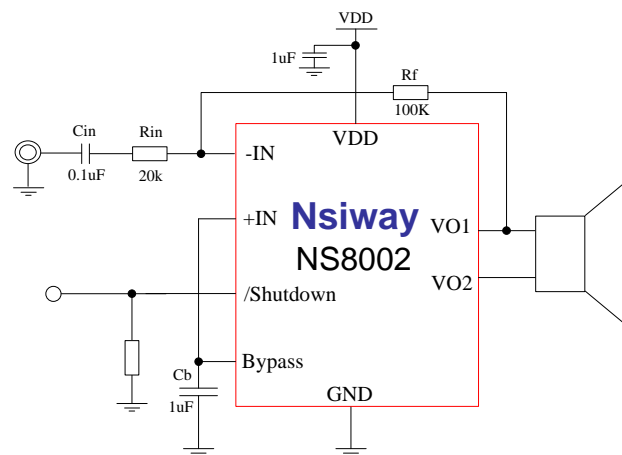 VDD
1uF
Rf
100K
VDD
Cin
Rin
0.1uF
20k
-IN
+IN
Nsiway
NS8002
VO1
VO2
/Shutdown
Bypass
Cb
1uF
GND